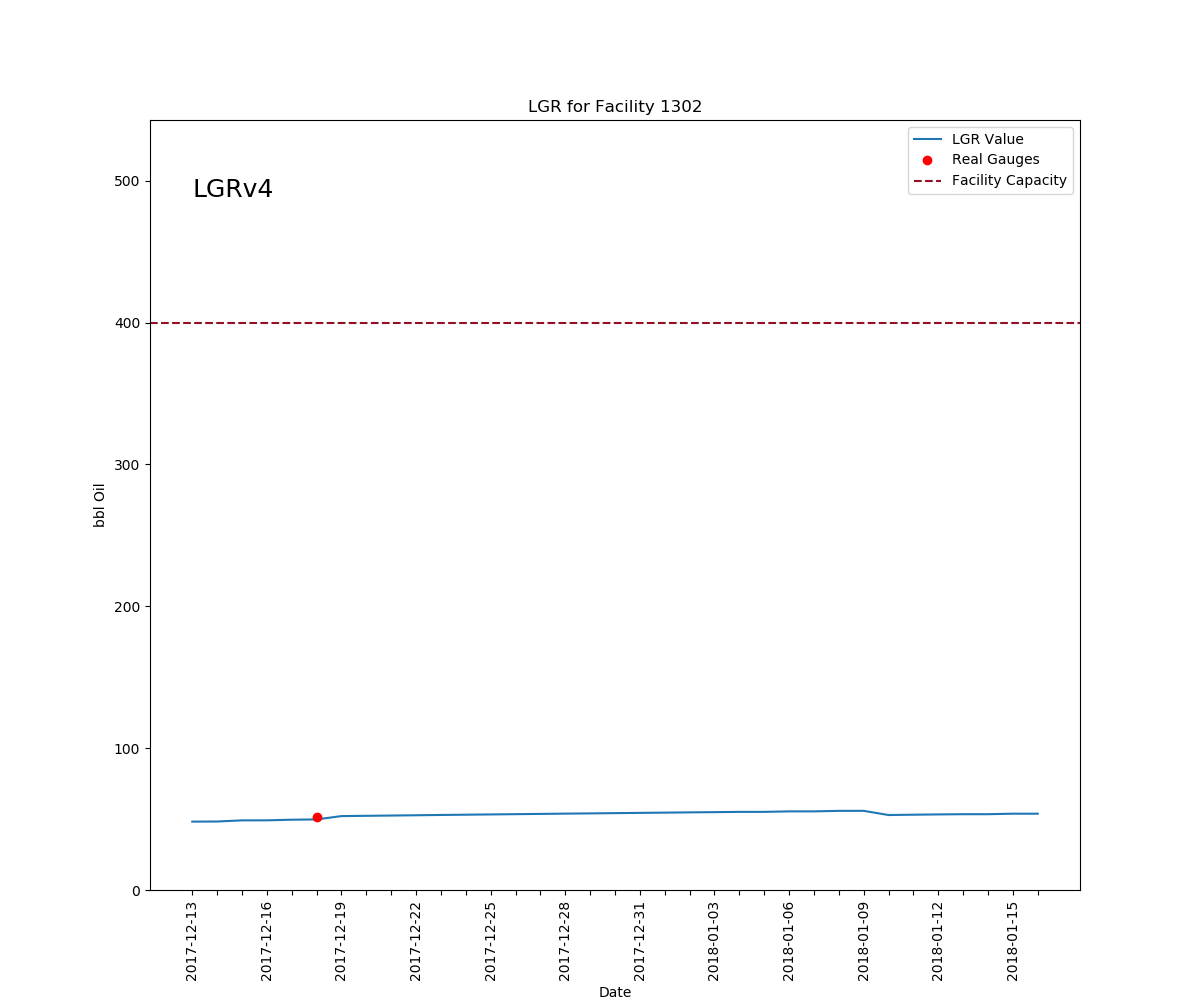 LGR for Facility 1302
LGRv4
LGR Value
Real Gauges
Facility Capacity
500
400
300
200
100
0
bbl Oil
2017-12-13
2017-12-16
2017-12-19
2017-12-22
2017-12-25
2017-12-28
2017-12-31
2018-01-03
2018-01-06
2018-01-09
2018-01-12
2018-01-15
Date